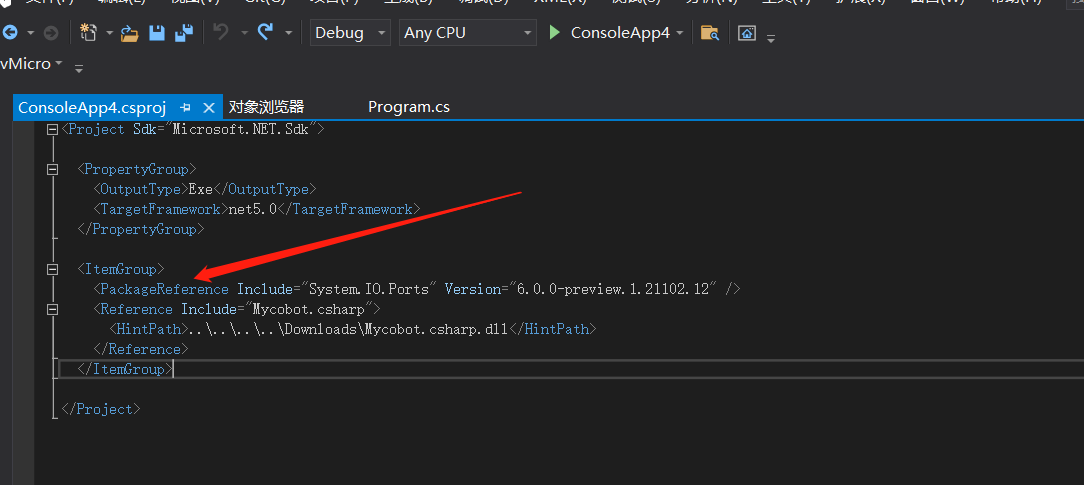 Debug Any CPU ConsoleApp4
vMicro
ConsoleApp4.csproj 对象浏览器 Program.cs
<Project Sdk="Microsoft.NET.Sdk">
<PropertyGroup>
<OutputType>Exe</OutputType>
<TargetFramework>net5.0</TargetFramework>
</PropertyGroup>
<ItemGroup>
<PackageReference Include="System.IO.Ports" Version="6.0.0-preview.1.21102.12" />
<Reference Include="Mycobot.csharp">
<HintPath>..\..\..\..\Downloads\Mycobot.csharp.dll</HintPath>
</Reference>
</ItemGroup>
</Project>